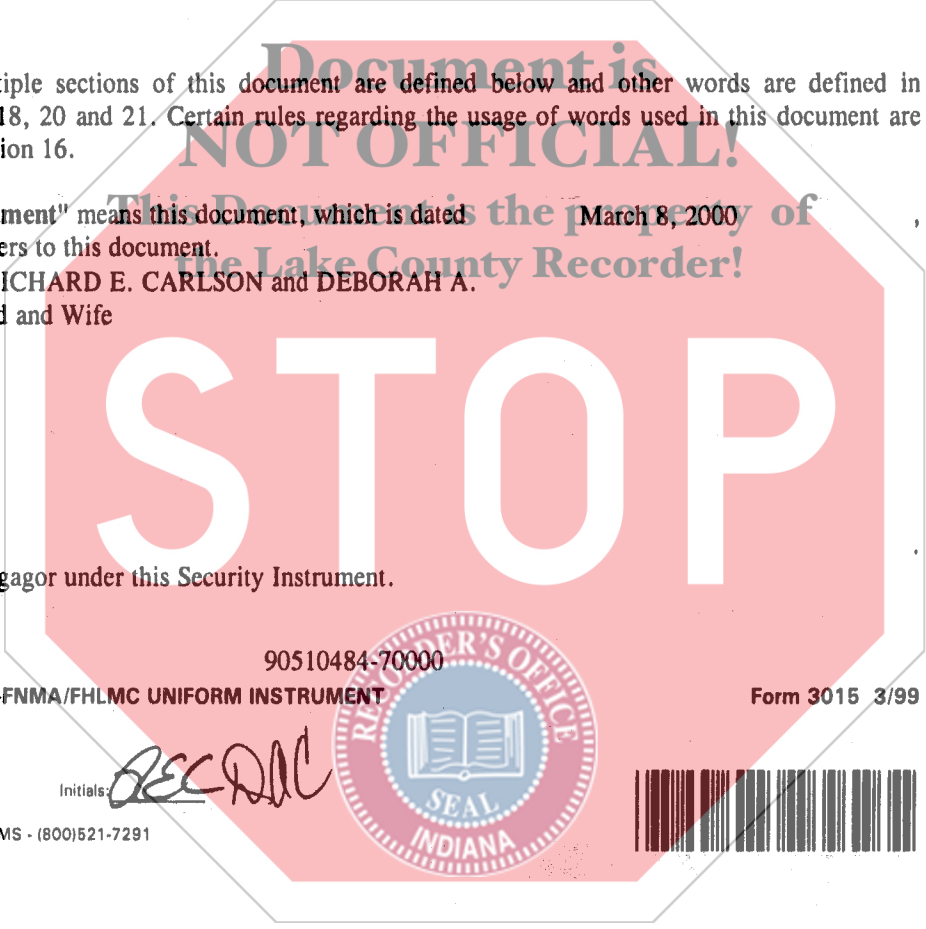 Document is
tiple sections of this document are defined below and other words are defined in
18, 20 and 21. Certain rules regarding the usage of words used in this document are
ion 16.
NOT OFFICIAL!
ment" means this document, which is dated March 8, 2000 ,
This Document is the property of
ers to this document.
the Lake County Recorder!
ICHARD E. CARLSON and DEBORAH A.
d and Wife
STOP
.
gagor under this Security Instrument.
90510484-70000
-FNMA/FHLMC UNIFORM INSTRUMENT Form 3015 3/99
Initials: REC DAC
MS - (800)521-7291
RECORDER'S OFFICE
SEAL
INDIANA